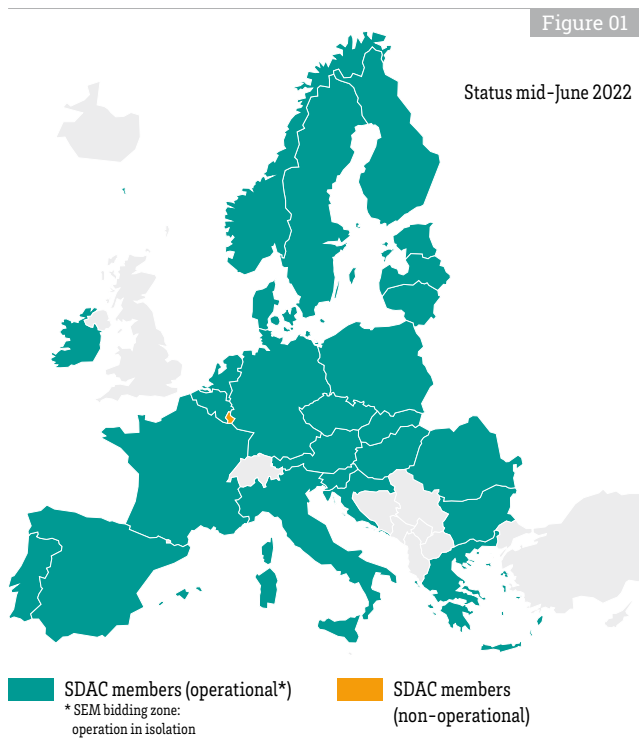 Figure 01
Status mid-June 2022
SDAC members (operational*)
* SEM bidding zone:
operation in isolation
SDAC members
(non-operational)